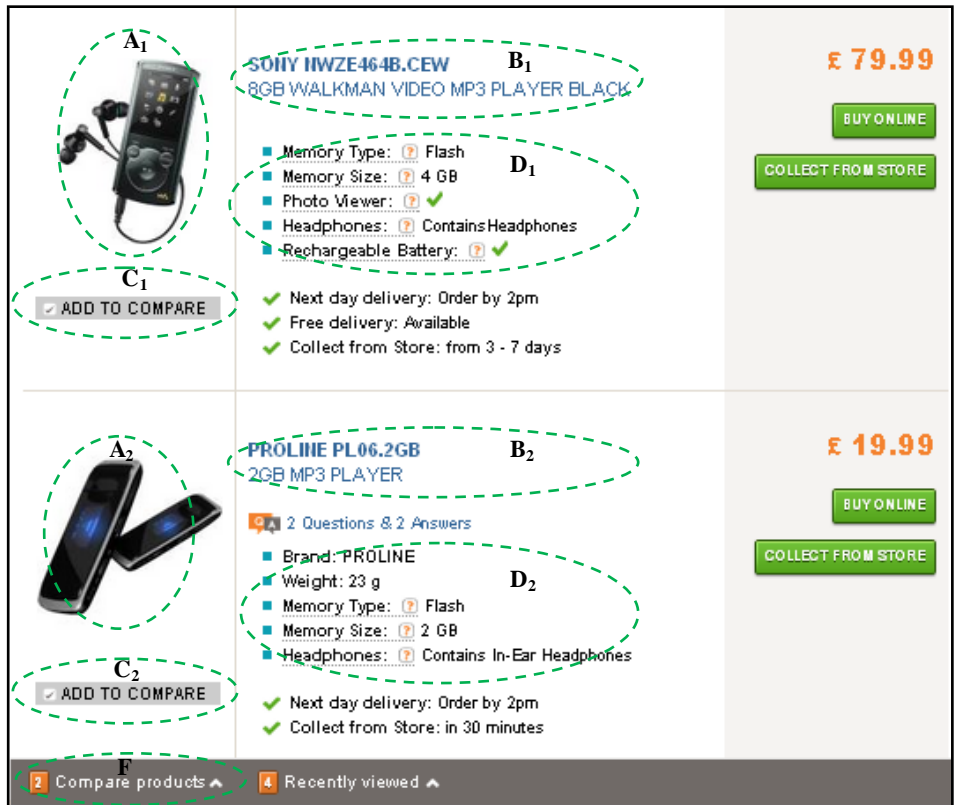 A1
B1
SONY NWZE464B.CEW
8GB WALKMAN VIDEO MP3 PLAYER BLACK
£ 79.99
BUY ONLINE
COLLECT FROM STORE
D1
Memory Type: ? Flash
Memory Size: ? 4 GB
Photo Viewer: ?
Headphones: ? Contains Headphones
Rechargeable Battery: ?
C1
ADD TO COMPARE
Next day delivery: Order by 2pm
Free delivery: Available
Collect from Store: from 3 - 7 days
A2
B2
PROLINE PL06.2GB
2GB MP3 PLAYER
£ 19.99
BUY ONLINE
COLLECT FROM STORE
Q A 2 Questions & 2 Answers
D2
Brand: PROLINE
Weight: 23 g
Memory Type: ? Flash
Memory Size: ? 2 GB
Headphones: ? Contains In-Ear Headphones
C2
ADD TO COMPARE
Next day delivery: Order by 2pm
Collect from Store: in 30 minutes
F
2 Compare products
4 Recently viewed